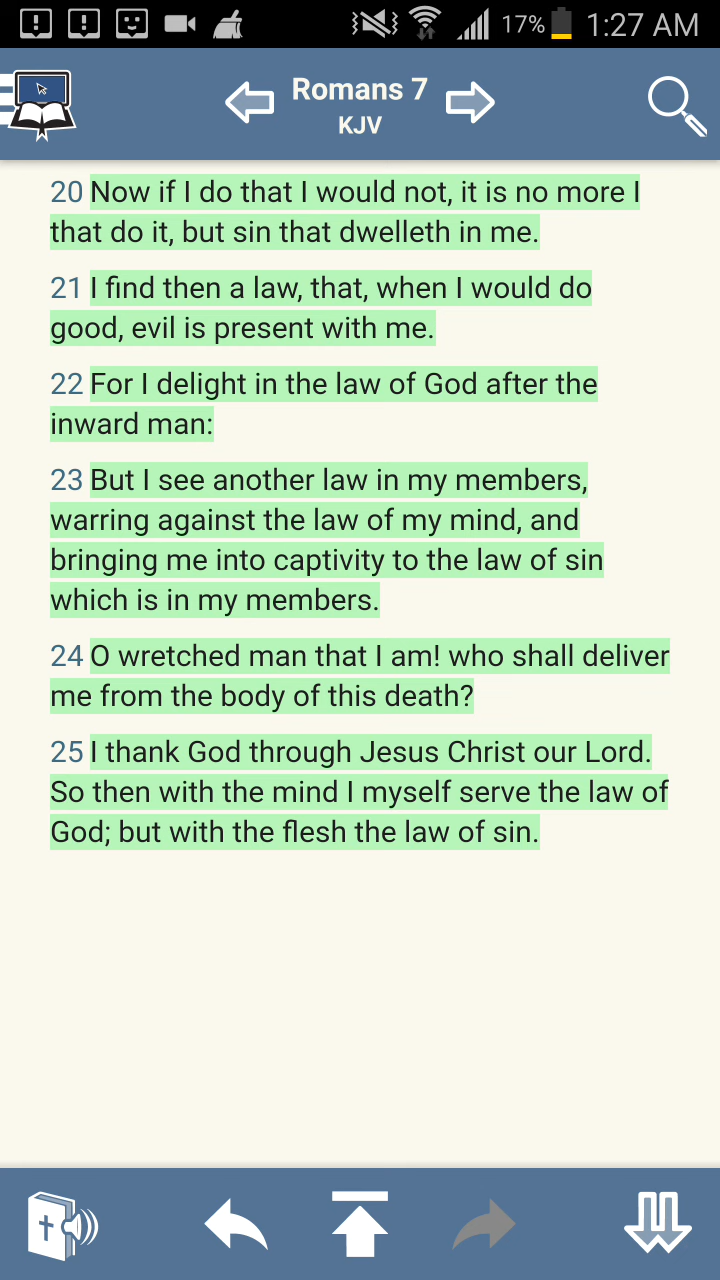 17% 1:27 AM
Romans 7
KJV
20 Now if I do that I would not, it is no more I
that do it, but sin that dwelleth in me.
21 I find then a law, that, when I would do
good, evil is present with me.
22 For I delight in the law of God after the
inward man:
23 But I see another law in my members,
warring against the law of my mind, and
bringing me into captivity to the law of sin
which is in my members.
24 O wretched man that I am! who shall deliver
me from the body of this death?
25 I thank God through Jesus Christ our Lord.
So then with the mind I myself serve the law of
God; but with the flesh the law of sin.